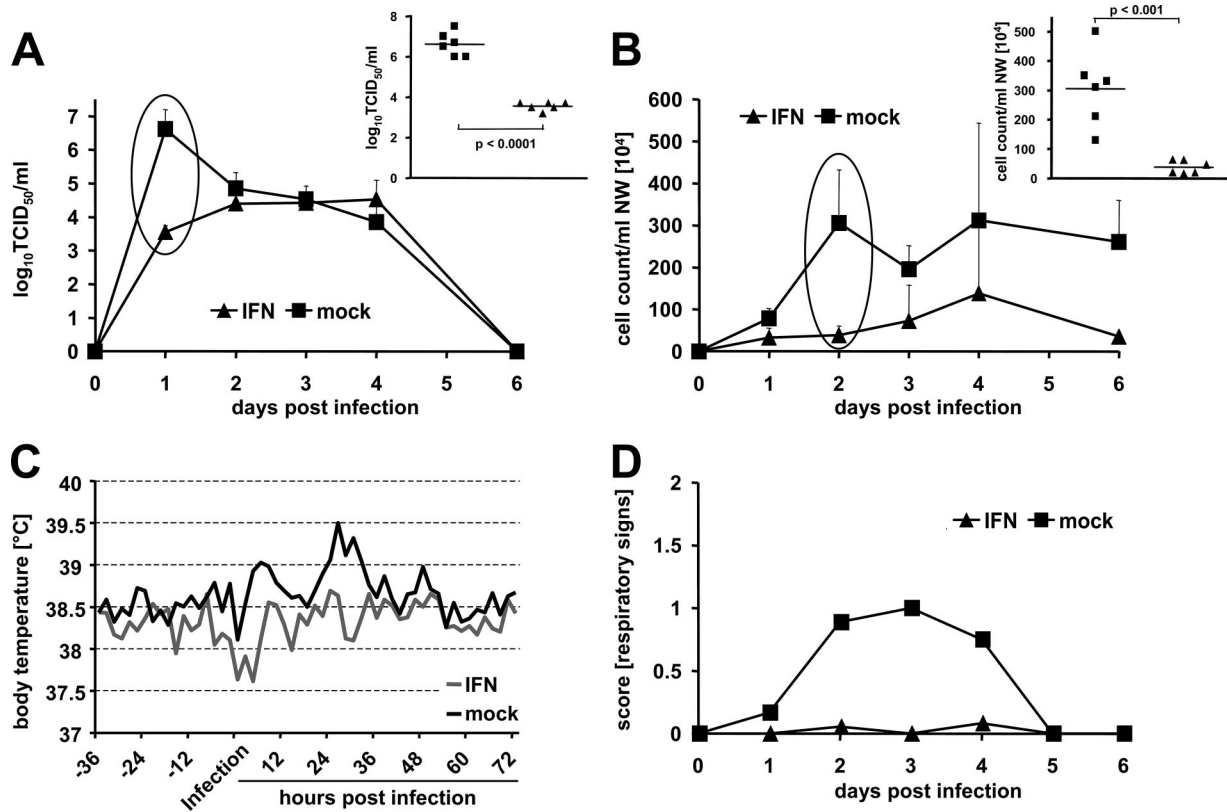 A
log₁₀TCID₅₀/ml
7
6
5
4
3
2
1
0
0 1 2 3 4 5 6
days post infection
IFN mock
log₁₀TCID₅₀/ml
8
6
4
2
0
p < 0.0001
B
cell count/ml NW [10⁴]
600
500
400
300
200
100
0
0 1 2 3 4 5 6
days post infection
IFN mock
p < 0.001
cell count/ml NW [10⁴]
500
400
300
200
100
0
C
body temperature [°C]
40
39.5
39
38.5
38
37.5
37
IFN
mock
-36 -24 -12 Infection 12 24 36 48 60 72
hours post infection
D
score [respiratory signs]
2
1.5
1
0.5
0
IFN mock
0 1 2 3 4 5 6
days post infection